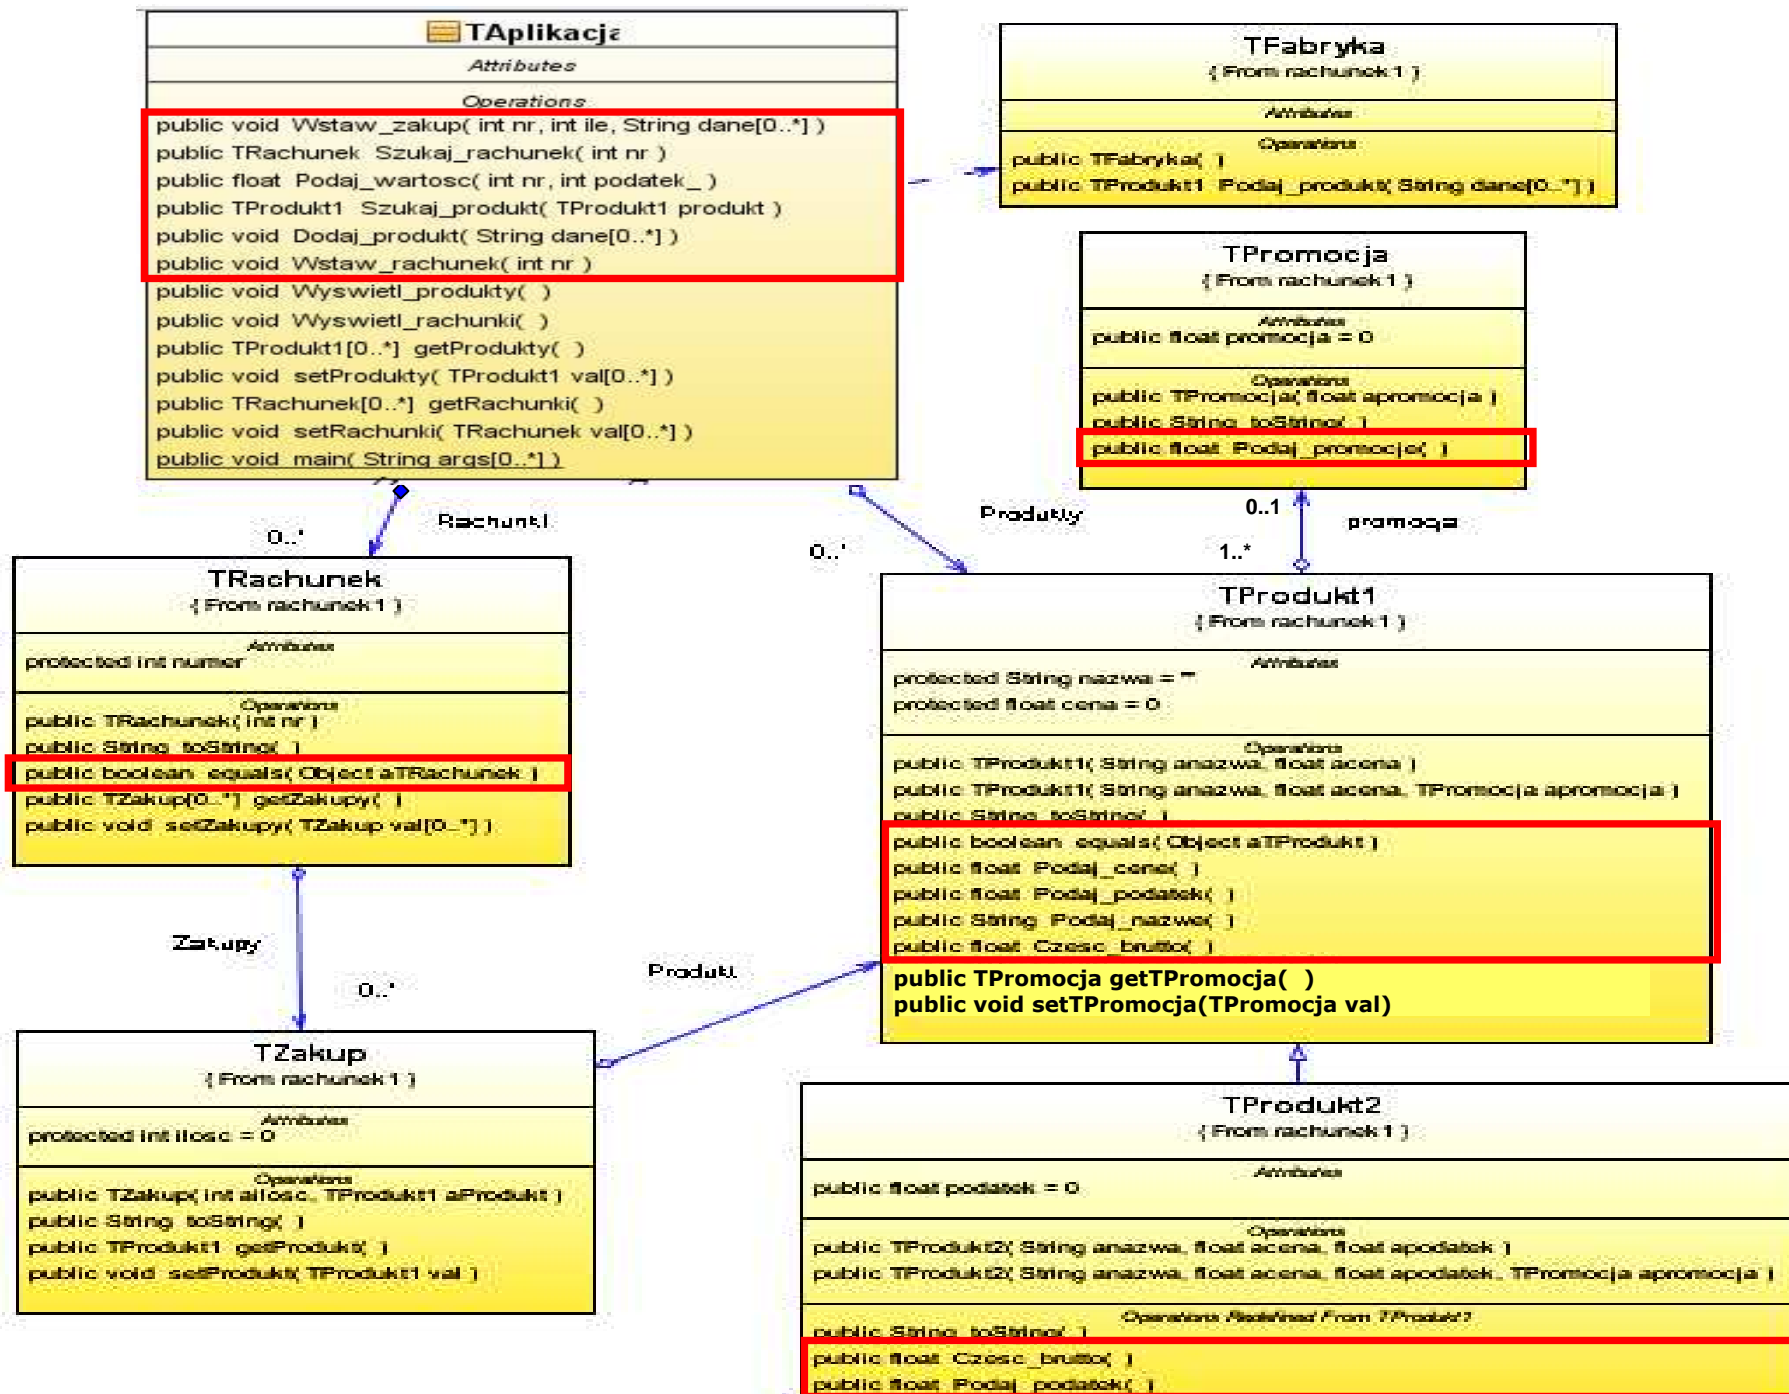 TAplikacja
Attributes
Operations
public void Wstaw_zakup( int nr, int ile, String dane[0..*] )
public TRachunek Szukaj_rachunek( int nr )
public float Podaj_wartosc( int nr, int podatek_ )
public TProdukt1 Szukaj_produkt( TProdukt1 produkt )
public void Dodaj_produkt( String dane[0..*] )
public void Wstaw_rachunek( int nr )
public void Wyswietl_produkty( )
public void Wyswietl_rachunki( )
public TProdukt1[0..*] getProdukty( )
public void setProdukty( TProdukt1 val[0..*] )
public TRachunek[0..*] getRachunki( )
public void setRachunki( TRachunek val[0..*] )
public void main( String args[0..*] )
TFabryka
{ From rachunek1 }
Attributes
Operations
public TFabryka( )
public TProdukt1 Podaj_produkt( String dane[0..*] )
TPromocja
{ From rachunek1 }
Attributes
public float promocja = 0
Operations
public TPromocja( float apromocja )
public String toString( )
public float Podaj_promocje( )
Rachunki
0..*
Produkty
0..*
0..1
promocja
1..*
TRachunek
{ From rachunek1 }
Attributes
protected int numer
Operations
public TRachunek( int nr )
public String toString( )
public boolean equals( Object aTRachunek )
public TZakup[0..*] getZakupy( )
public void setZakupy( TZakup val[0..*] )
TProdukt1
{ From rachunek1 }
Attributes
protected String nazwa = ""
protected float cena = 0
Operations
public TProdukt1( String anazwa, float acena )
public TProdukt1( String anazwa, float acena, TPromocja apromocja )
public String toString( )
public boolean equals( Object aTProdukt )
public float Podaj_cene( )
public float Podaj_podatek( )
public String Podaj_nazwe( )
public float Czesc_brutto( )
public TPromocja getTPromocja( )
public void setTPromocja(TPromocja val)
Zakupy
0..*
Produkt
TZakup
{ From rachunek1 }
Attributes
protected int ilosc = 0
Operations
public TZakup( int ailosc, TProdukt1 aProdukt )
public String toString( )
public TProdukt1 getProdukt( )
public void setProdukt( TProdukt1 val )
TProdukt2
{ From rachunek1 }
Attributes
public float podatek = 0
Operations
public TProdukt2( String anazwa, float acena, float apodatek )
public TProdukt2( String anazwa, float acena, float apodatek, TPromocja apromocja )
Operations Redefined From TProdukt1
public String toString( )
public float Czesc_brutto( )
public float Podaj_podatek( )